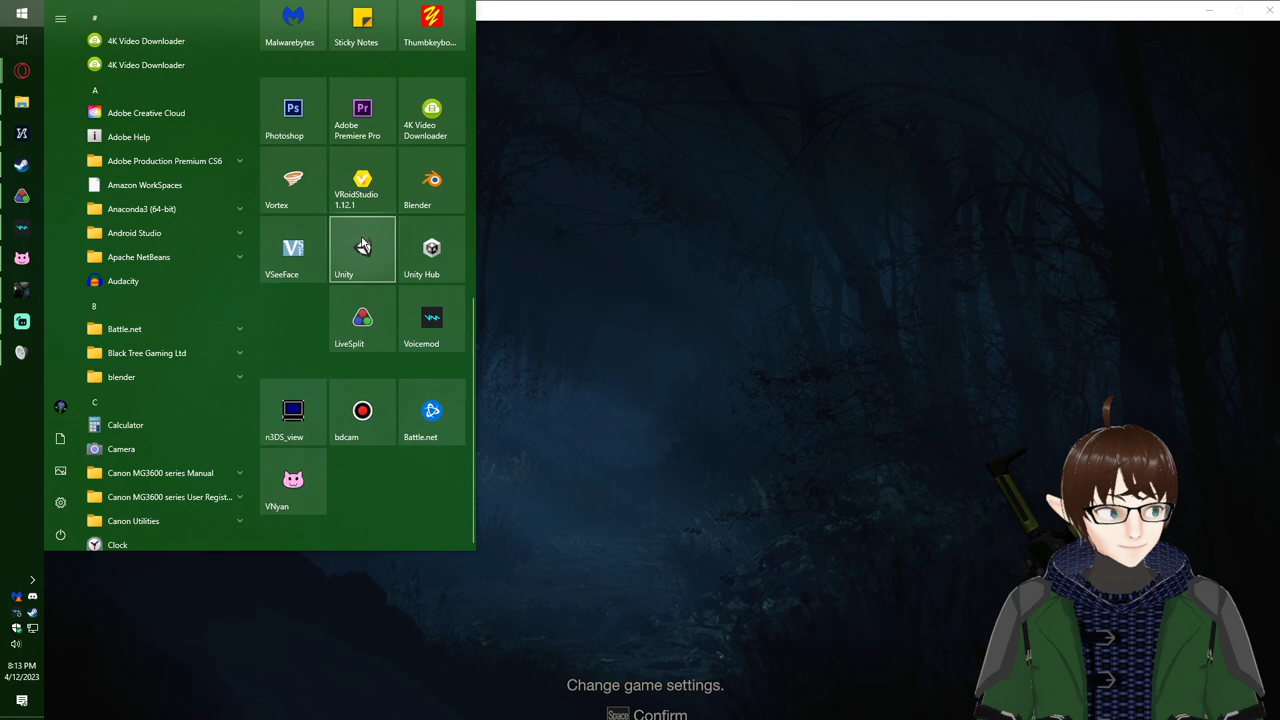 #
4K Video Downloader
4K Video Downloader
A
Adobe Creative Cloud
Adobe Help
Adobe Production Premium CS6
Amazon WorkSpaces
Anaconda3 (64-bit)
Android Studio
Apache NetBeans
Audacity
B
Battle.net
Black Tree Gaming Ltd
blender
C
Calculator
Camera
Canon MG3600 series Manual
Canon MG3600 series User Regist...
Canon Utilities
Clock
Malwarebytes
Sticky Notes
Thumbkeybo...
Ps
Photoshop
Pr
Adobe
Premiere Pro
4K Video
Downloader
Vortex
VRoidStudio
1.12.1
Blender
VSeeFace
Unity
Unity Hub
LiveSplit
Voicemod
n3DS_view
bdcam
Battle.net
VNyan
8:13 PM
4/12/2023
Change game settings.
Space Confirm